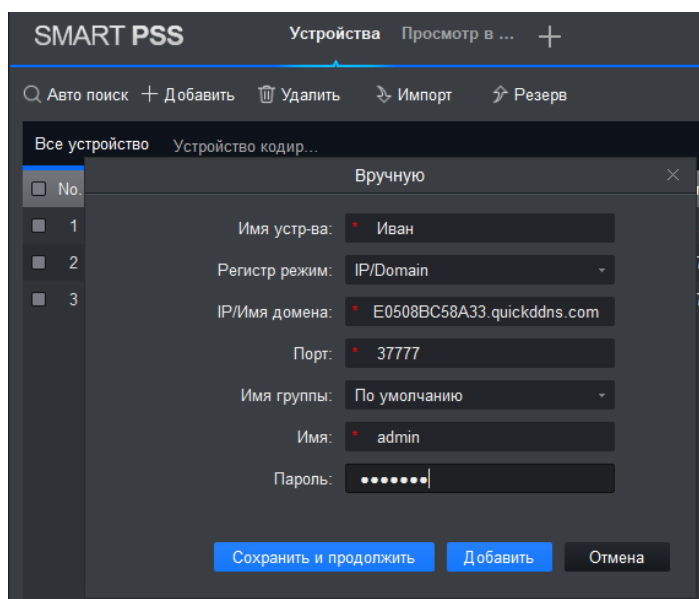 SMART PSS Устройства Просмотр в ...
Авто поиск Добавить Удалить Импорт Резерв
Все устройство Устройство кодир...
Вручную
No.
Имя устр-ва: * Иван
1
Регистр режим: IP/Domain
2
IP/Имя домена: * E0508BC58A33.quickddns.com
3
Порт: * 37777
Имя группы: По умолчанию
Имя: * admin
Пароль: ●●●●●●●
Сохранить и продолжить Добавить Отмена